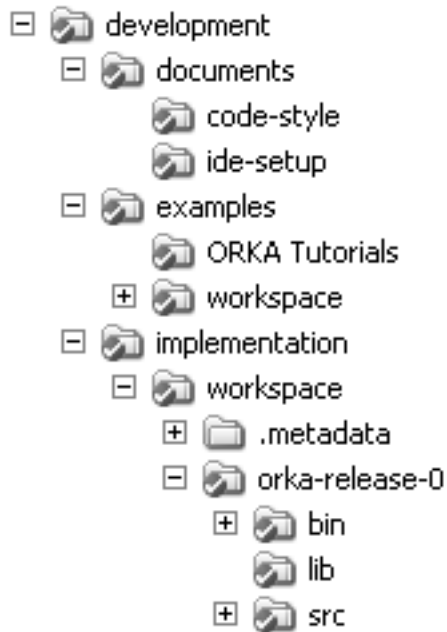 development
documents
code-style
ide-setup
examples
ORKA Tutorials
workspace
implementation
workspace
.metadata
orka-release-0
bin
lib
src